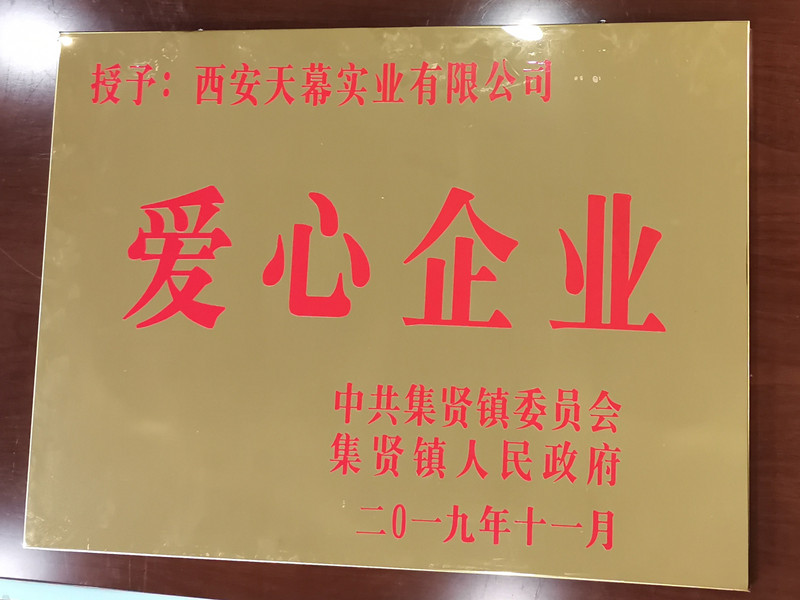 授予：西安天幕实业有限公司
爱心企业
中共集贤镇委员会
集贤镇人民政府
二0一九年十一月